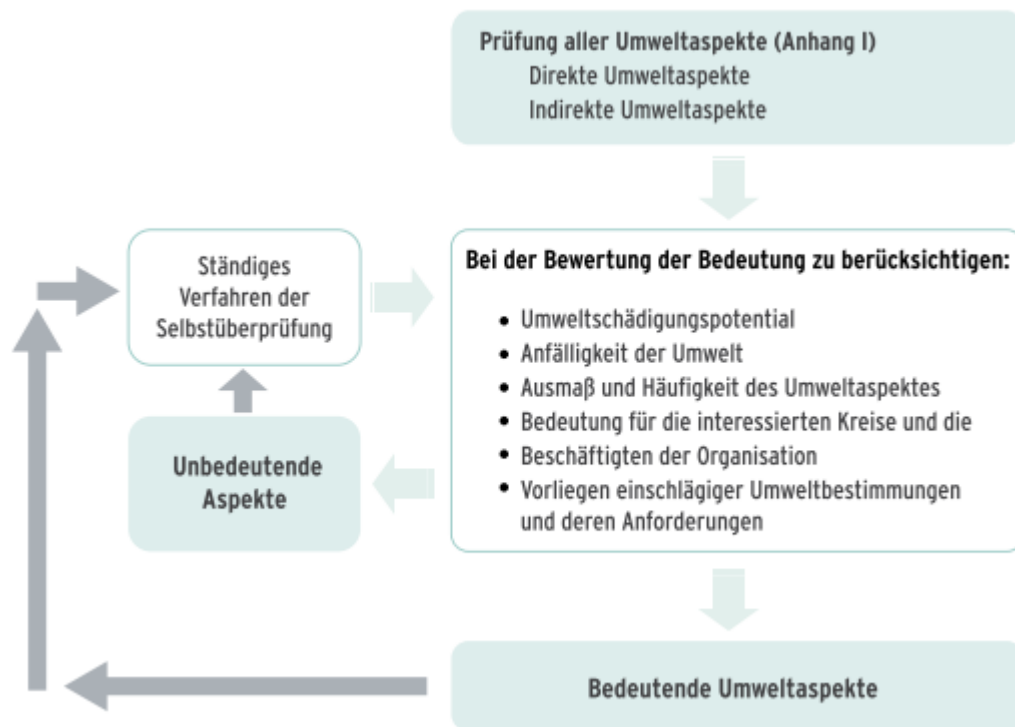 Prüfung aller Umweltaspekte (Anhang I)
Direkte Umweltaspekte
Indirekte Umweltaspekte
Ständiges
Verfahren der
Selbstüberprüfung
Bei der Bewertung der Bedeutung zu berücksichtigen:
• Umweltschädigungspotential
• Anfälligkeit der Umwelt
• Ausmaß und Häufigkeit des Umweltaspektes
• Bedeutung für die interessierten Kreise und die
• Beschäftigten der Organisation
• Vorliegen einschlägiger Umweltbestimmungen
und deren Anforderungen
Unbedeutende
Aspekte
Bedeutende Umweltaspekte